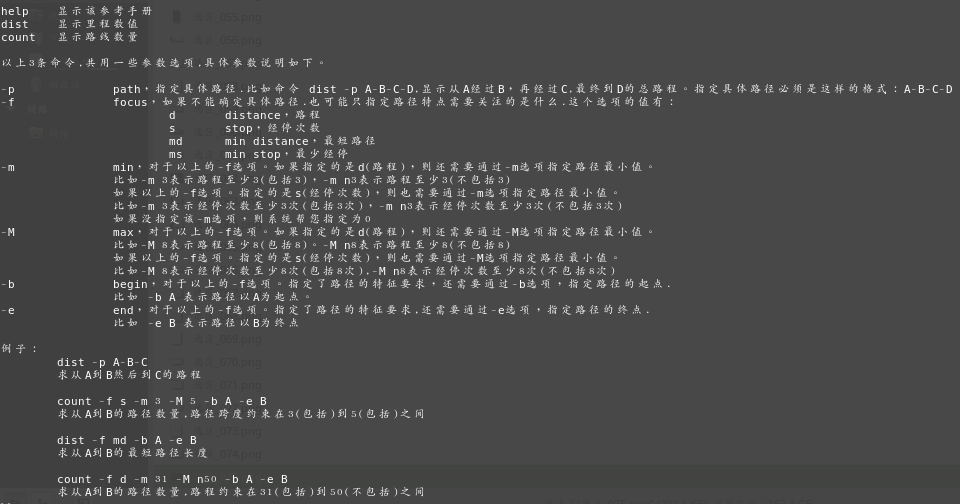 help 显示该参考手册
dist 显示里程数值
count 显示路线数量
以上3条命令,共用一些参数选项,具体参数说明如下。
-p path，指定具体路径.比如命令 dist -p A-B-C-D,显示从A经过B，再经过C,最终到D的总路程。指定具体路径必须是这样的格式：A-B-C-D
-f focus，如果不能确定具体路径.也可能只指定路径特点需要关注的是什么.这个选项的值有：
d distance，路程
s stop，经停次数
md min distance，最短路径
ms min stop，最少经停
-m min，对于以上的-f选项。如果指定的是d(路程)，则还需要通过-m选项指定路径最小值。
比如-m 3表示路程至少3(包括3)，-m n3表示路程至少3(不包括3)
如果以上的-f选项。指定的是s(经停次数)，则也需要通过-m选项指定路径最小值。
比如-m 3表示经停次数至少3次(包括3次)，-m n3表示经停次数至少3次(不包括3次)
如果没指定该-m选项，则系统帮您指定为0
-M max，对于以上的-f选项。如果指定的是d(路程)，则还需要通过-M选项指定路径最小值。
比如-M 8表示路程至少8(包括8)。-M n8表示路程至少8(不包括8)
如果以上的-f选项。指定的是s(经停次数)，则也需要通过-M选项指定路径最小值。
比如-M 8表示经停次数至少8次(包括8次).-M n8表示经停次数至少8次(不包括8次)
-b begin，对于以上的-f选项。指定了路径的特征要求，还需要通过-b选项，指定路径的起点.
比如 -b A 表示路径以A为起点。
-e end，对于以上的-f选项。指定了路径的特征要求,还需要通过-e选项，指定路径的终点.
比如 -e B 表示路径以B为终点
例子：
dist -p A-B-C
求从A到B然后到C的路程
count -f s -m 3 -M 5 -b A -e B
求从A到B的路径数量,路径跨度约束在3(包括)到5(包括)之间
dist -f md -b A -e B
求从A到B的最短路径长度
count -f d -m 31 -M n50 -b A -e B
求从A到B的路径数量,路程约束在31(包括)到50(不包括)之间